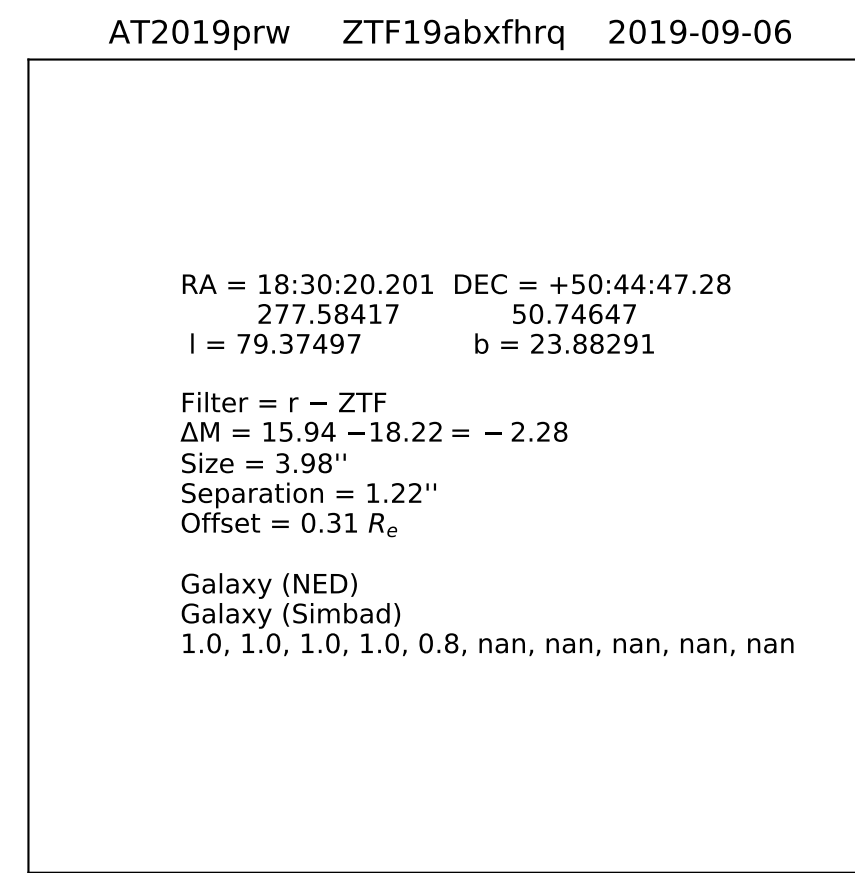 AT2019prw ZTF19abxfhrq 2019-09-06
RA = 18:30:20.201 DEC = +50:44:47.28
277.58417 50.74647
l = 79.37497 b = 23.88291
Filter = r − ZTF
ΔM = 15.94 −18.22 = − 2.28
Size = 3.98''
Separation = 1.22''
Offset = 0.31 Re
Galaxy (NED)
Galaxy (Simbad)
1.0, 1.0, 1.0, 1.0, 0.8, nan, nan, nan, nan, nan